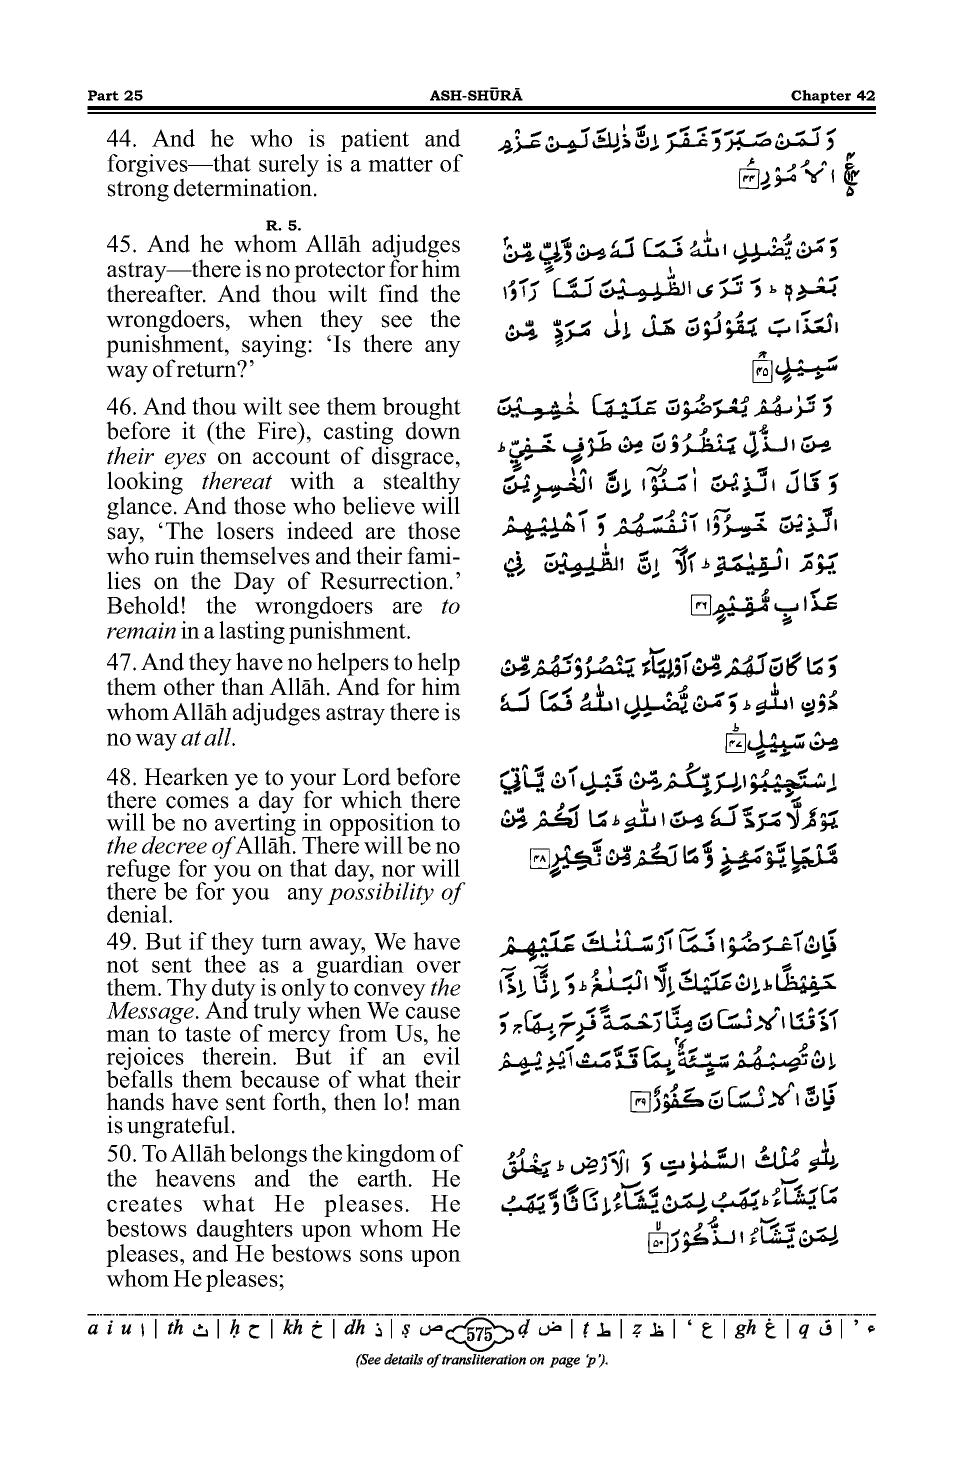 Part 25 ASH-SHŪRĀ Chapter 42
44. And he who is patient and
forgives—that surely is a matter of
strong determination.
R. 5.
45. And he whom Allāh adjudges
astray—there is no protector for him
thereafter. And thou wilt find the
wrongdoers, when they see the
punishment, saying: ‘Is there any
way of return?’
46. And thou wilt see them brought
before it (the Fire), casting down
their eyes on account of disgrace,
looking thereat with a stealthy
glance. And those who believe will
say, ‘The losers indeed are those
who ruin themselves and their fami-
lies on the Day of Resurrection.’
Behold! the wrongdoers are to
remain in a lasting punishment.
47. And they have no helpers to help
them other than Allāh. And for him
whom Allāh adjudges astray there is
no way at all.
48. Hearken ye to your Lord before
there comes a day for which there
will be no averting in opposition to
the decree of Allāh. There will be no
refuge for you on that day, nor will
there be for you any possibility of
denial.
49. But if they turn away, We have
not sent thee as a guardian over
them. Thy duty is only to convey the
Message. And truly when We cause
man to taste of mercy from Us, he
rejoices therein. But if an evil
befalls them because of what their
hands have sent forth, then lo! man
is ungrateful.
50. To Allāh belongs the kingdom of
the heavens and the earth. He
creates what He pleases. He
bestows daughters upon whom He
pleases, and He bestows sons upon
whom He pleases;
وَ لَمَنْ صَبَرَ وَ غَفَرَ اِنَّ ذٰلِكَ لَمِنْ عَزْمِ
الْاُمُوْرِ ۴۴
وَ مَنْ يُّضْلِلِ اللّٰهُ فَمَا لَهٗ مِنْ وَّلِيٍّ مِّنْۢ
بَعْدِهٖ ؕ وَ تَرَى الظّٰلِمِيْنَ لَمَّا رَاَوُا
الْعَذَابَ يَقُوْلُوْنَ هَلْ اِلٰى مَرَدٍّ مِّنْ
سَبِيْلٍ ۴۵
وَ تَرٰىهُمْ يُعْرَضُوْنَ عَلَيْهَا خٰشِعِيْنَ
مِنَ الذُّلِّ يَنْظُرُوْنَ مِنْ طَرْفٍ خَفِيٍّ ؕ
وَ قَالَ الَّذِيْنَ اٰمَنُوْۤا اِنَّ الْخٰسِرِيْنَ
الَّذِيْنَ خَسِرُوْۤا اَنْفُسَهُمْ وَ اَهْلِيْهِمْ
يَوْمَ الْقِيٰمَةِ ؕ اَلَاۤ اِنَّ الظّٰلِمِيْنَ فِيْ
عَذَابٍ مُّقِيْمٍ ۴۶
وَ مَا كَانَ لَهُمْ مِّنْ اَوْلِيَآءَ يَنْصُرُوْنَهُمْ مِّنْ
دُوْنِ اللّٰهِ ؕ وَ مَنْ يُّضْلِلِ اللّٰهُ فَمَا لَهٗ
مِنْ سَبِيْلٍ ؕ ۴۷
اِسْتَجِيْبُوْا لِرَبِّكُمْ مِّنْ قَبْلِ اَنْ يَّاْتِيَ
يَوْمٌ لَّا مَرَدَّ لَهٗ مِنَ اللّٰهِ ؕ مَا لَكُمْ مِّنْ
مَّلْجَاٍ يَّوْمَئِذٍ وَّ مَا لَكُمْ مِّنْ نَّكِيْرٍ ۴۸
فَاِنْ اَعْرَضُوْا فَمَاۤ اَرْسَلْنٰكَ عَلَيْهِمْ
حَفِيْظًا ؕ اِنْ عَلَيْكَ اِلَّا الْبَلٰغُ ؕ وَ اِنَّاۤ اِذَاۤ
اَذَقْنَا الْاِنْسَانَ مِنَّا رَحْمَةً فَرِحَ بِهَا ۚ وَ
اِنْ تُصِبْهُمْ سَيِّئَةٌۢ بِمَا قَدَّمَتْ اَيْدِيْهِمْ
فَاِنَّ الْاِنْسَانَ كَفُوْرٌ ۴۹
لِلّٰهِ مُلْكُ السَّمٰوٰتِ وَ الْاَرْضِ ؕ يَخْلُقُ
مَا يَشَآءُ ؕ يَهَبُ لِمَنْ يَّشَآءُ اِنَاثًا وَّ يَهَبُ
لِمَنْ يَّشَآءُ الذُّكُوْرَ ۙ ۵۰
a i u ا | th ث | ḥ ح | kh خ | dh ذ | ṣ ص 575 ḍ ض | ṭ ط | ẓ ظ | ‘ ع | gh غ | q ق | ’ ء
(See details of transliteration on page ‘p’).